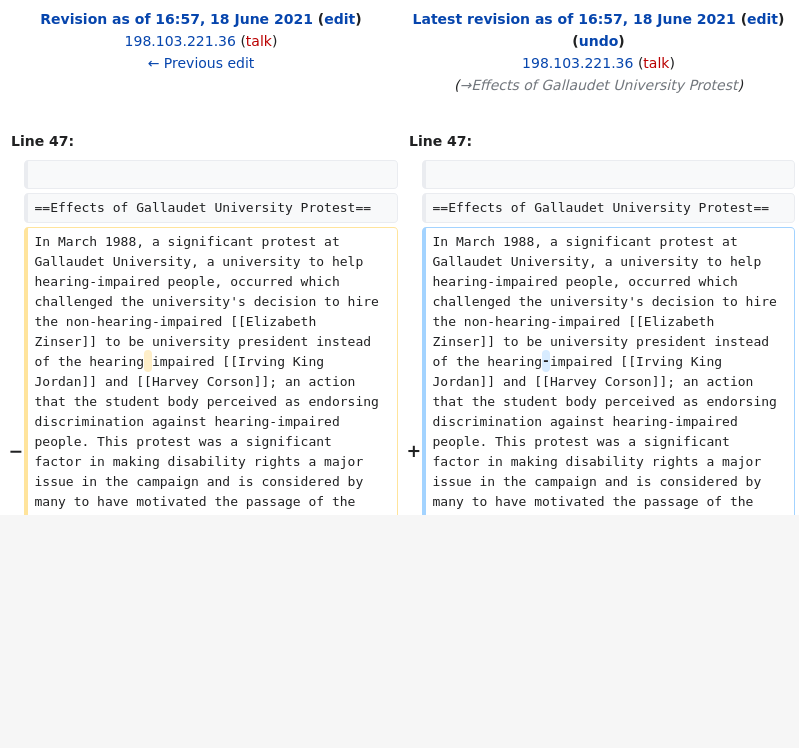 Revision as of 16:57, 18 June 2021 (edit)
198.103.221.36 (talk)
← Previous edit
Latest revision as of 16:57, 18 June 2021 (edit)
(undo)
198.103.221.36 (talk)
(→Effects of Gallaudet University Protest)
Line 47:
Line 47:
==Effects of Gallaudet University Protest==
==Effects of Gallaudet University Protest==
−
In March 1988, a significant protest at
Gallaudet University, a university to help
hearing-impaired people, occurred which
challenged the university's decision to hire
the non-hearing-impaired [[Elizabeth
Zinser]] to be university president instead
of the hearing impaired [[Irving King
Jordan]] and [[Harvey Corson]]; an action
that the student body perceived as endorsing
discrimination against hearing-impaired
people. This protest was a significant
factor in making disability rights a major
issue in the campaign and is considered by
many to have motivated the passage of the
+
In March 1988, a significant protest at
Gallaudet University, a university to help
hearing-impaired people, occurred which
challenged the university's decision to hire
the non-hearing-impaired [[Elizabeth
Zinser]] to be university president instead
of the hearing-impaired [[Irving King
Jordan]] and [[Harvey Corson]]; an action
that the student body perceived as endorsing
discrimination against hearing-impaired
people. This protest was a significant
factor in making disability rights a major
issue in the campaign and is considered by
many to have motivated the passage of the